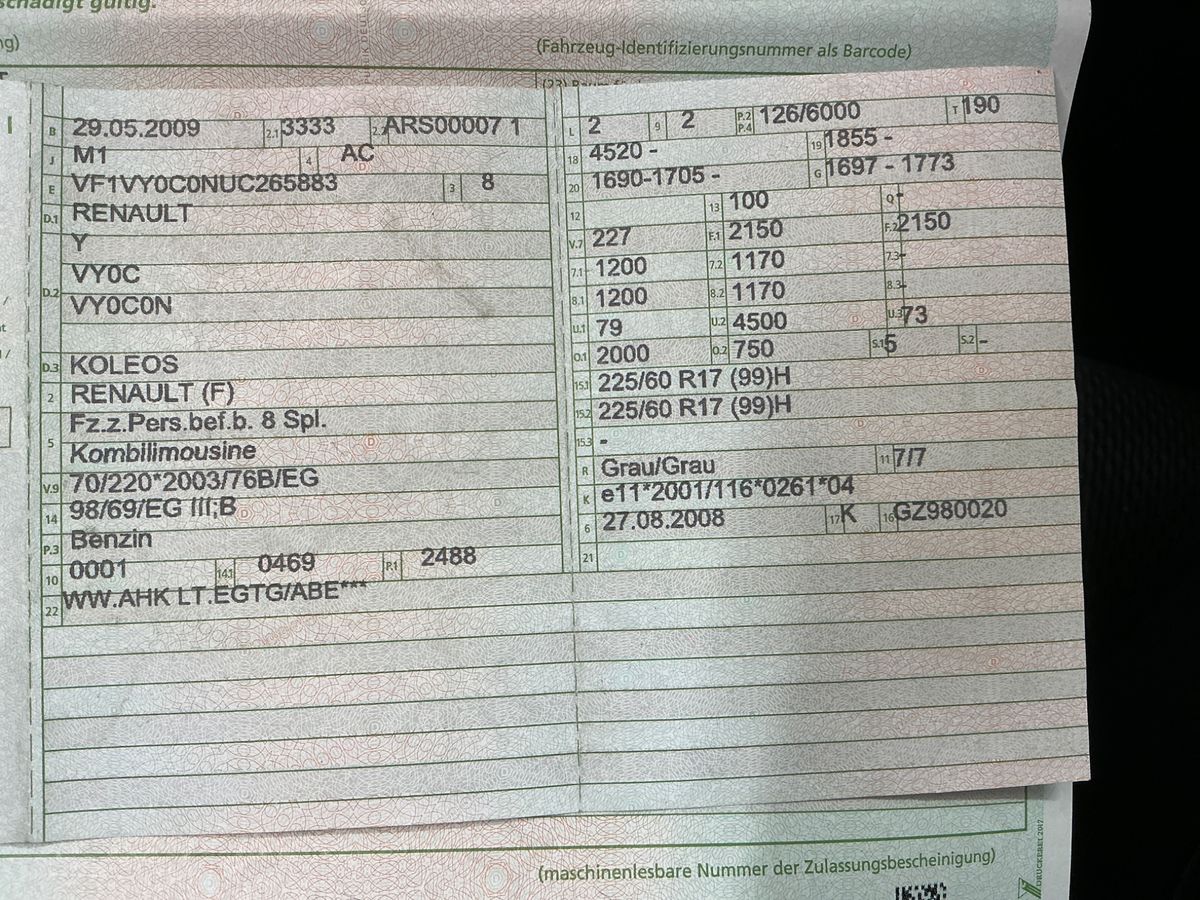 schädigt gültig.
ng)
(Fahrzeug-Identifizierungsnummer als Barcode)
B 29.05.2009 2.1 3333 2.2 ARS00007 1
J M1 4 AC
E VF1VY0C0NUC265883 3 8
D.1 RENAULT
Y
D.2 VY0C
VY0C0N
D.3 KOLEOS
2 RENAULT (F)
Fz.z.Pers.bef.b. 8 Spl.
5 Kombilimousine
V.9 70/220*2003/76B/EG
14 98/69/EG III;B
P.3 Benzin
10 0001 14.1 0469 P.1 2488
22 WW.AHK LT.EGTG/ABE***
L 2 9 2 P.2 P.4 126/6000 T 190
18 4520 - 19 1855 -
20 1690-1705 - G 1697 - 1773
12 13 100 Q -
V.7 227 F.1 2150 F.2 2150
7.1 1200 7.2 1170 7.3 -
8.1 1200 8.2 1170 8.3 -
U.1 79 U.2 4500 U.3 73
O.1 2000 O.2 750 S.1 5 S.2 -
15.1 225/60 R17 (99)H
15.2 225/60 R17 (99)H
15.3 -
R Grau/Grau 11 7/7
K e11*2001/116*0261*04
6 27.08.2008 17 K 16 GZ980020
21
(maschinenlesbare Nummer der Zulassungsbescheinigung)